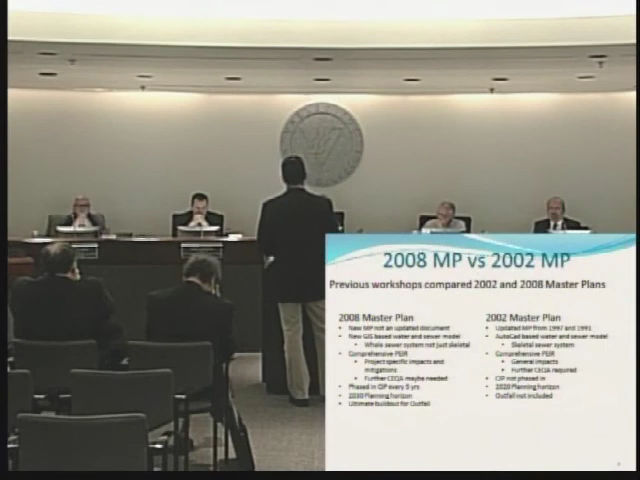 2008 MP vs 2002 MP
Previous workshops compared 2002 and 2008 Master Plans
2008 Master Plan
New MP not an updated document
New GIS based water and sewer model
Whole sewer system not just skeletal
Comprehensive PEIR
Project specific impacts and
mitigations
Further CEQA maybe needed
Phased in CIP every 5 yrs
2030 Planning horizon
Ultimate buildout for Outfall
2002 Master Plan
Updated MP from 1997 and 1991
AutoCad based water and sewer model
Skeletal sewer system
Comprehensive PEIR
General impacts
Further CEQA required
CIP not phased in
2020 Planning horizon
Outfall not included